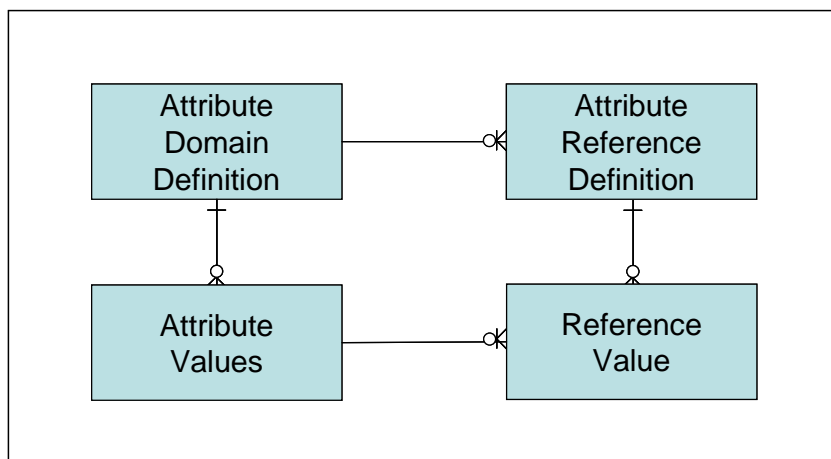 Attribute
Domain
Definition
Attribute
Reference
Definition
Attribute
Values
Reference
Value